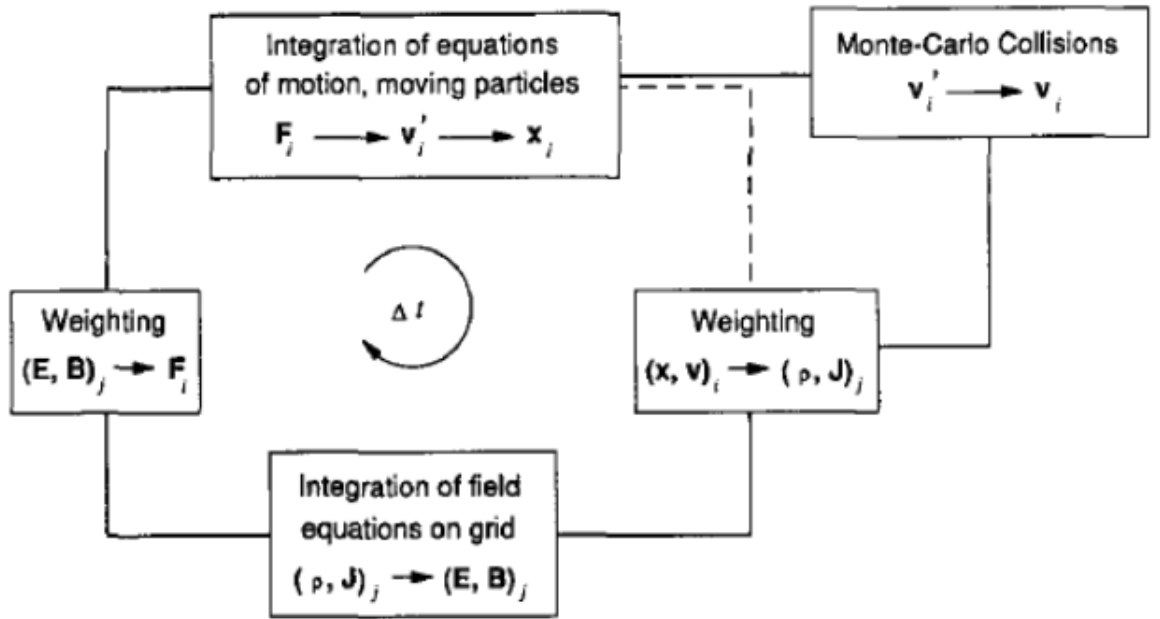 Integration of equations
of motion, moving particles
F_i → v_i' → x_i
Monte-Carlo Collisions
v_i' → v_i
Δt
Weighting
(E, B)_j → F_i
Weighting
(x, v)_i → (ρ, J)_j
Integration of field
equations on grid
(ρ, J)_j → (E, B)_j